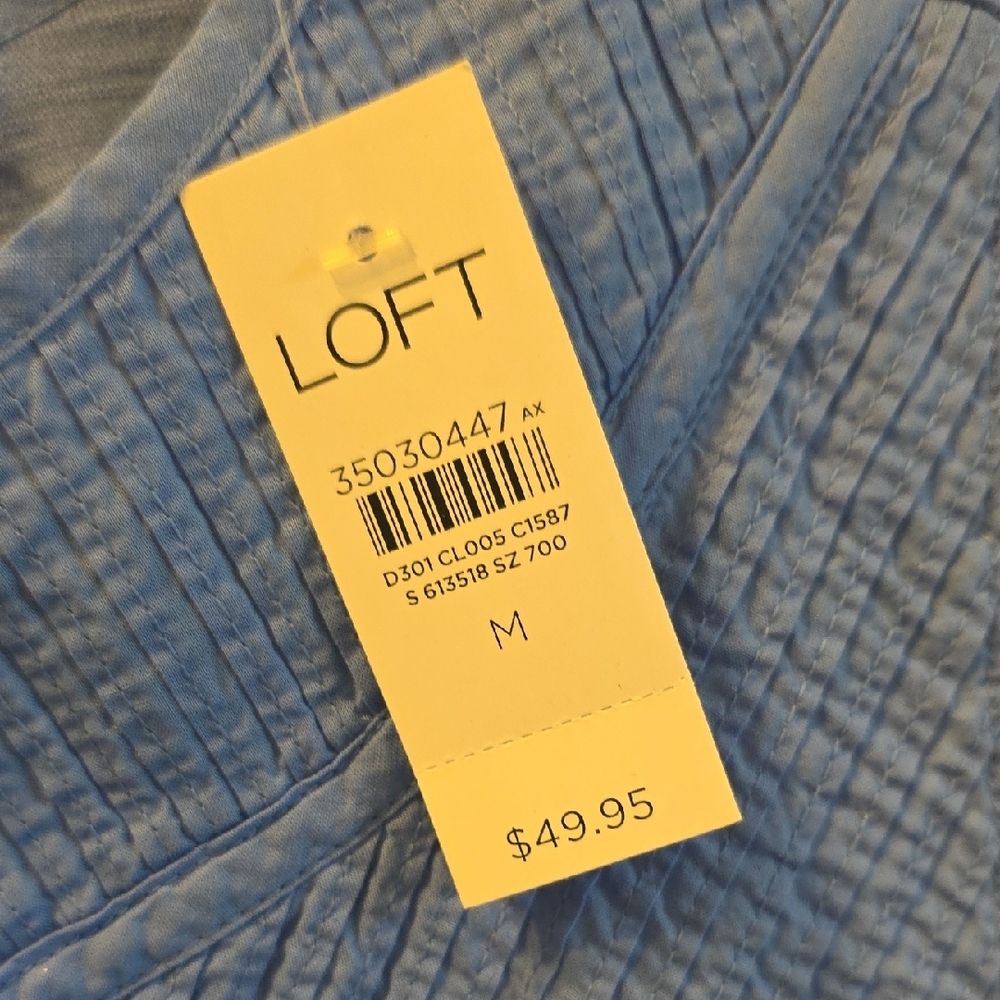 LOFT
35030447 AX
D301 CL005 C1587
S 613518 SZ 700
M
$49.95